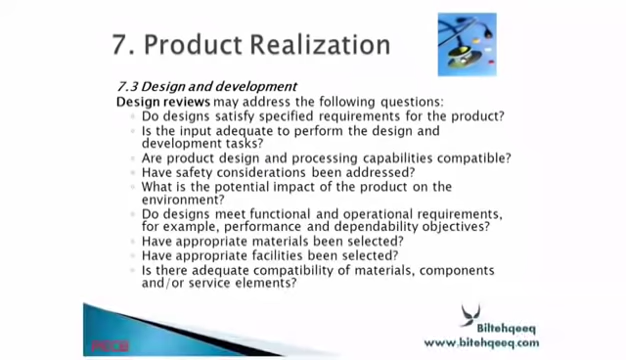 7. Product Realization
7.3 Design and development
Design reviews may address the following questions:
Do designs satisfy specified requirements for the product?
Is the input adequate to perform the design and
development tasks?
Are product design and processing capabilities compatible?
Have safety considerations been addressed?
What is the potential impact of the product on the
environment?
Do designs meet functional and operational requirements,
for example, performance and dependability objectives?
Have appropriate materials been selected?
Have appropriate facilities been selected?
Is there adequate compatibility of materials, components
and/or service elements?
PECB
Biltehqeeq
www.bitehqeeq.com